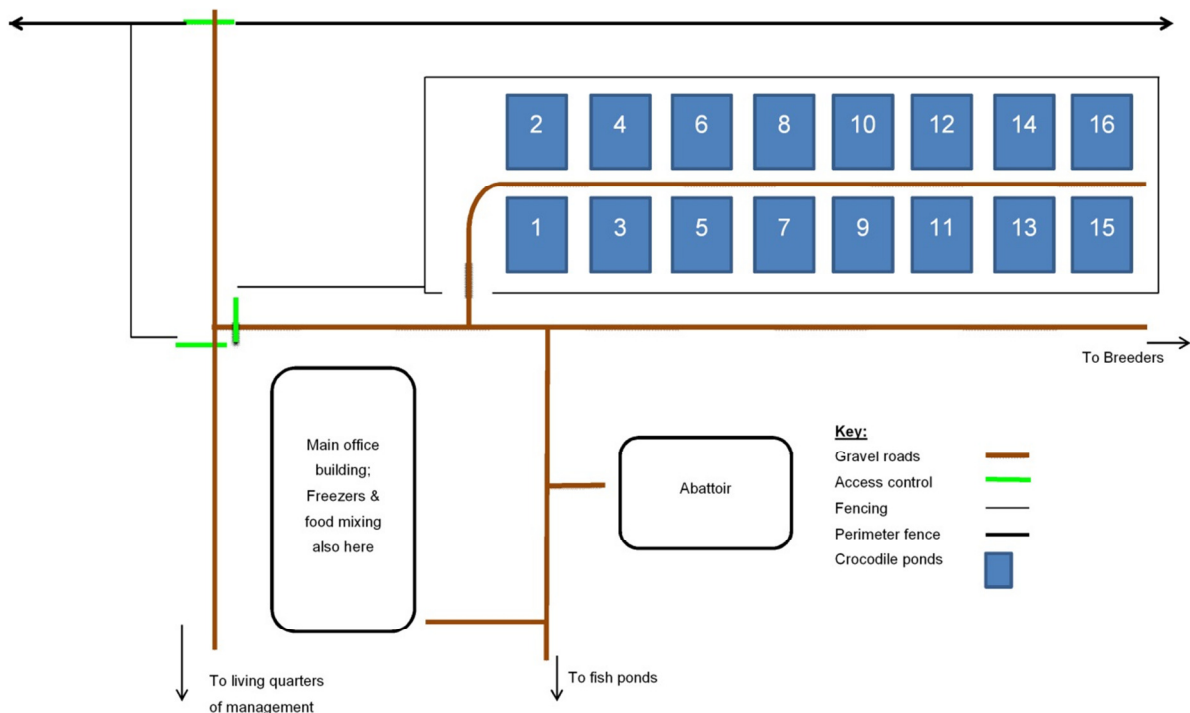 2 4 6 8 10 12 14 16
1 3 5 7 9 11 13 15
To Breeders
Main office
building;
Freezers &
food mixing
also here
Abattoir
Key:
Gravel roads
Access control
Fencing
Perimeter fence
Crocodile ponds
To living quarters
of management
To fish ponds